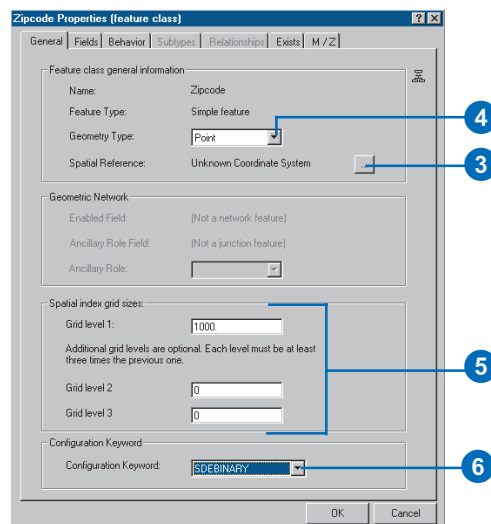 Zipcode Properties (feature class)
General Fields Behavior Subtypes Relationships Exists M / Z
Feature class general information
Name: Zipcode
Feature Type: Simple feature
Geometry Type: Point
4
Spatial Reference: Unknown Coordinate System ...
3
Geometric Network
Enabled Field: (Not a network feature)
Ancillary Role Field: (Not a junction feature)
Ancillary Role:
Spatial index grid sizes:
Grid level 1: 1000.
Additional grid levels are optional. Each level must be at least
three times the previous one.
5
Grid level 2 0
Grid level 3 0
Configuration Keyword
Configuration Keyword: SDEBINARY
6
OK Cancel